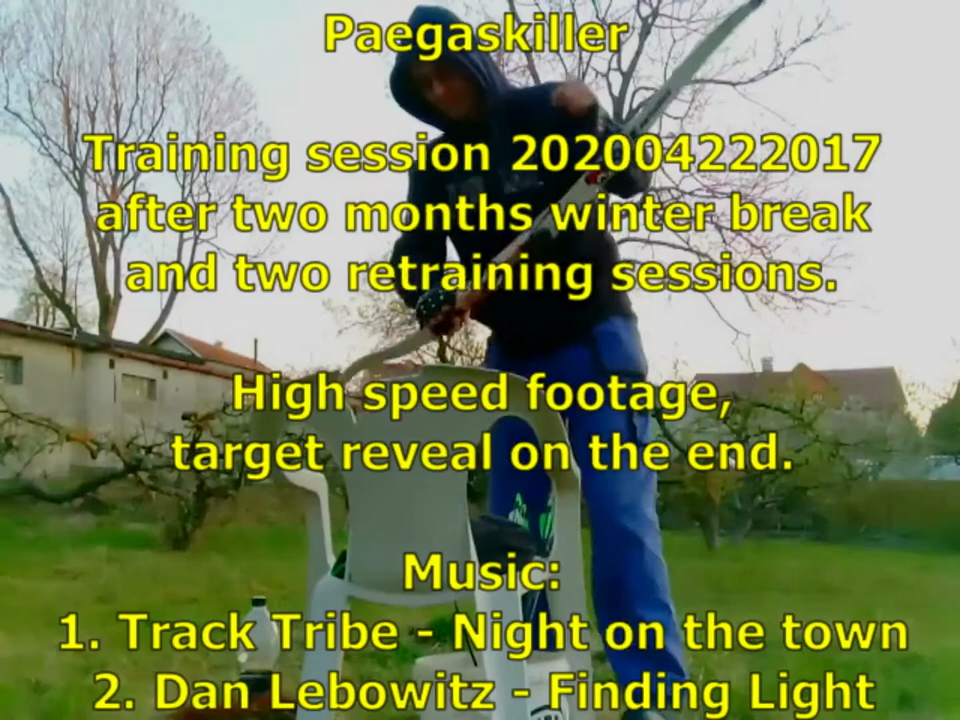 Paegaskiller
Training session 202004222017
after two months winter break
and two retraining sessions.
High speed footage,
target reveal on the end.
Music:
1. Track Tribe - Night on the town
2. Dan Lebowitz - Finding Light